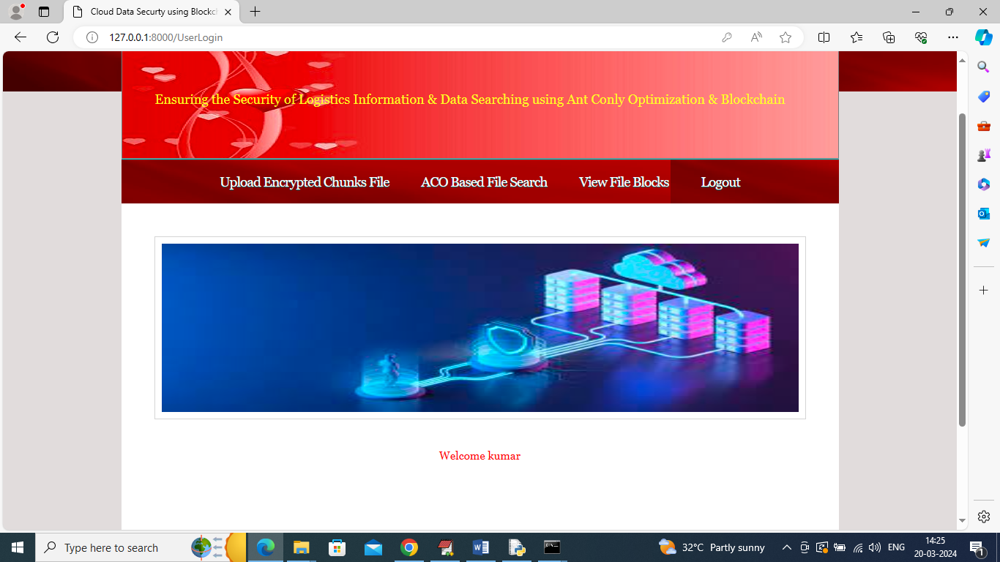 Cloud Data Securty using Blockch
127.0.0.1:8000/UserLogin
Ensuring the Security of Logistics Information & Data Searching using Ant Conly Optimization & Blockchain
Upload Encrypted Chunks File ACO Based File Search View File Blocks Logout
Welcome kumar
Type here to search
32°C Partly sunny
ENG
14:25
20-03-2024
1